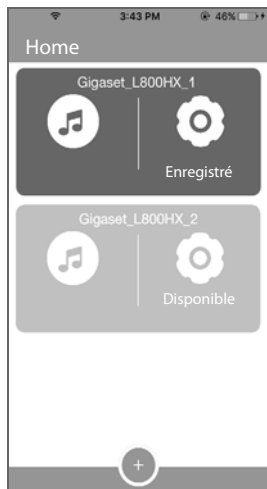 3:43 PM 46%
Home
Gigaset_L800HX_1
Enregistré
Gigaset_L800HX_2
Disponible
+